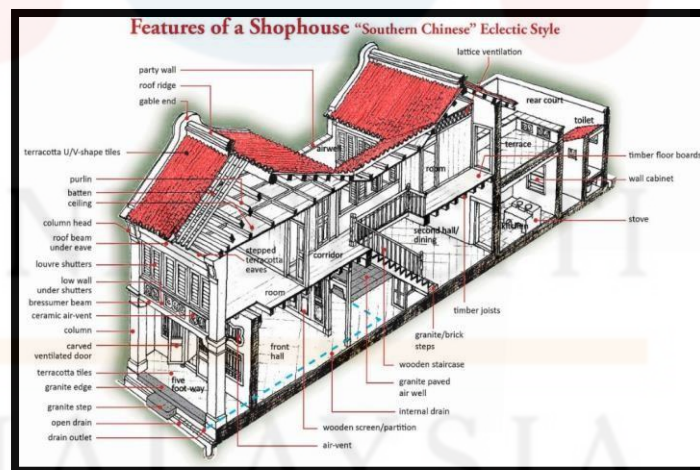 Features of a Shophouse "Southern Chinese" Eclectic Style
party wall
roof ridge
gable end
terracotta U/V-shape tiles
purlin
batten
ceiling
column head
roof beam
under eave
louvre shutters
low wall
under shutters
bressumer beam
ceramic air-vent
column
carved
ventilated door
terracotta tiles
granite edge
granite step
open drain
drain outlet
lattice ventilation
rear court
toilet
airwell
terrace
room
timber floor boards
wall cabinet
stove
kitchen
second hall/
dining
corridor
stepped
terracotta
eaves
room
timber joists
front
hall
five
foot-way
granite/brick
steps
wooden staircase
granite paved
air well
internal drain
wooden screen/partition
air-vent
MALAYSIA